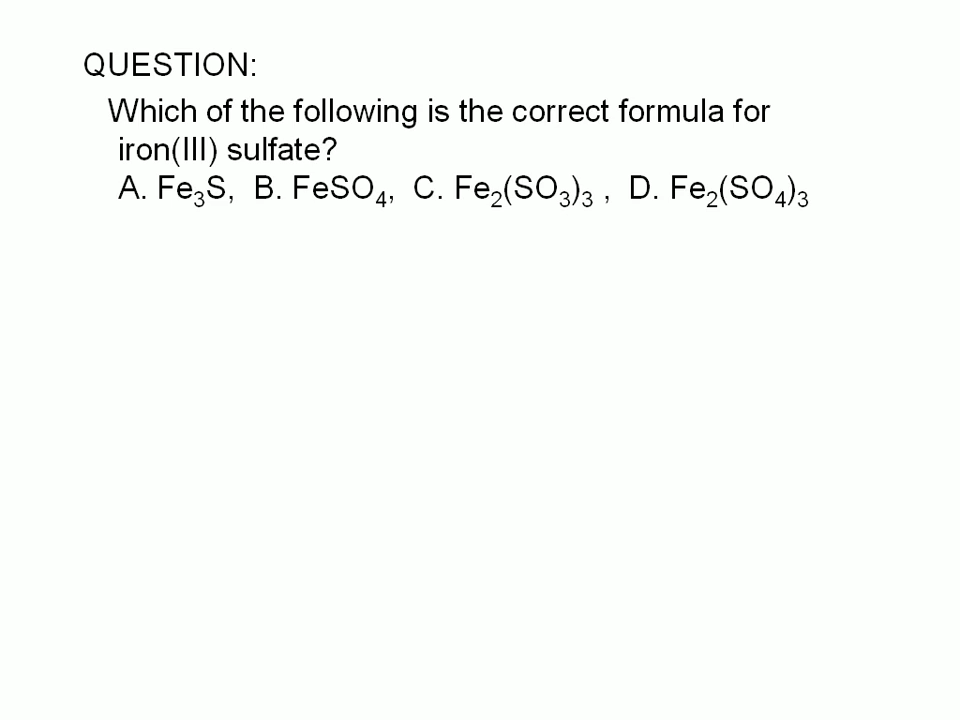 QUESTION:
Which of the following is the correct formula for
iron(III) sulfate?
A. Fe₃S, B. FeSO₄, C. Fe₂(SO₃)₃ , D. Fe₂(SO₄)₃